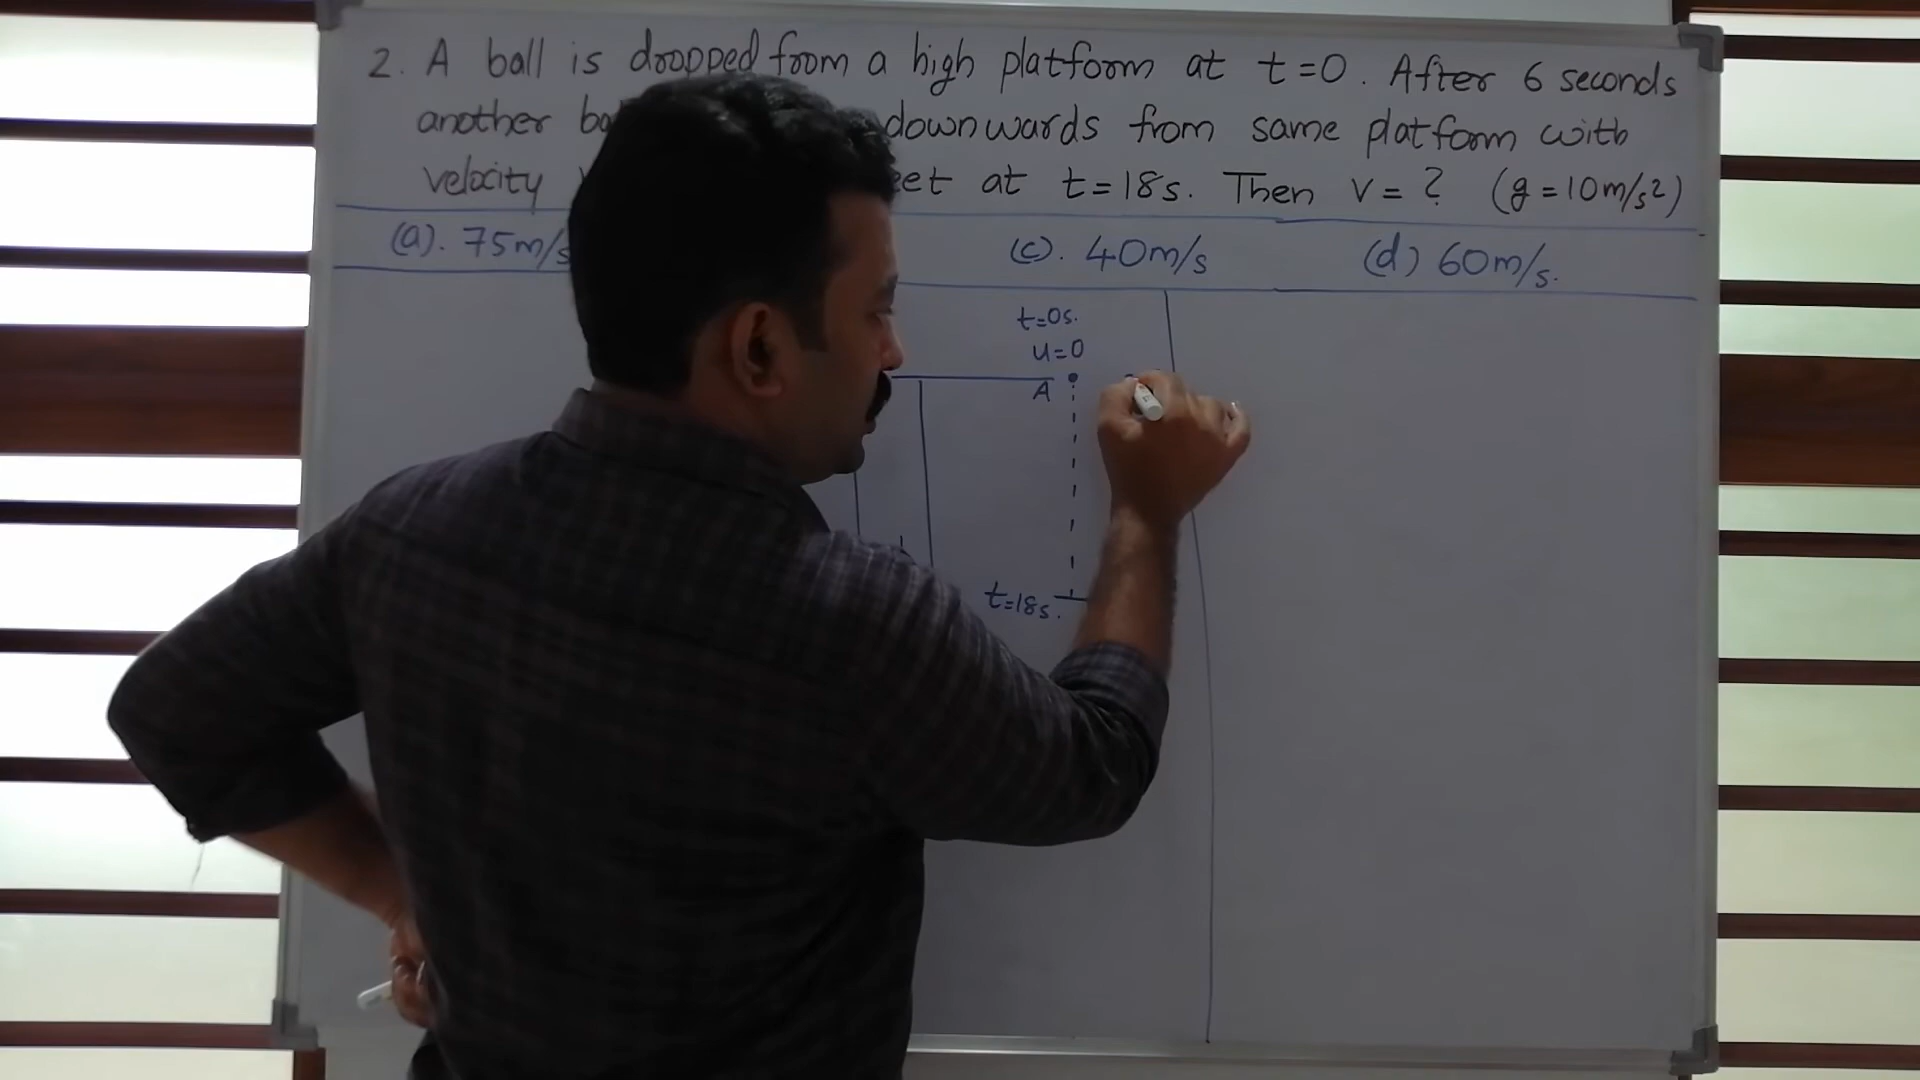 2. A ball is dropped from a high platform at t=0. After 6 seconds
another downwards from same platform with
velocity at t=18s. Then v=? (g=10m/s²)
(a). 75m/s (c). 40m/s (d) 60m/s.
t=0s.
u=0
A
t=18s.